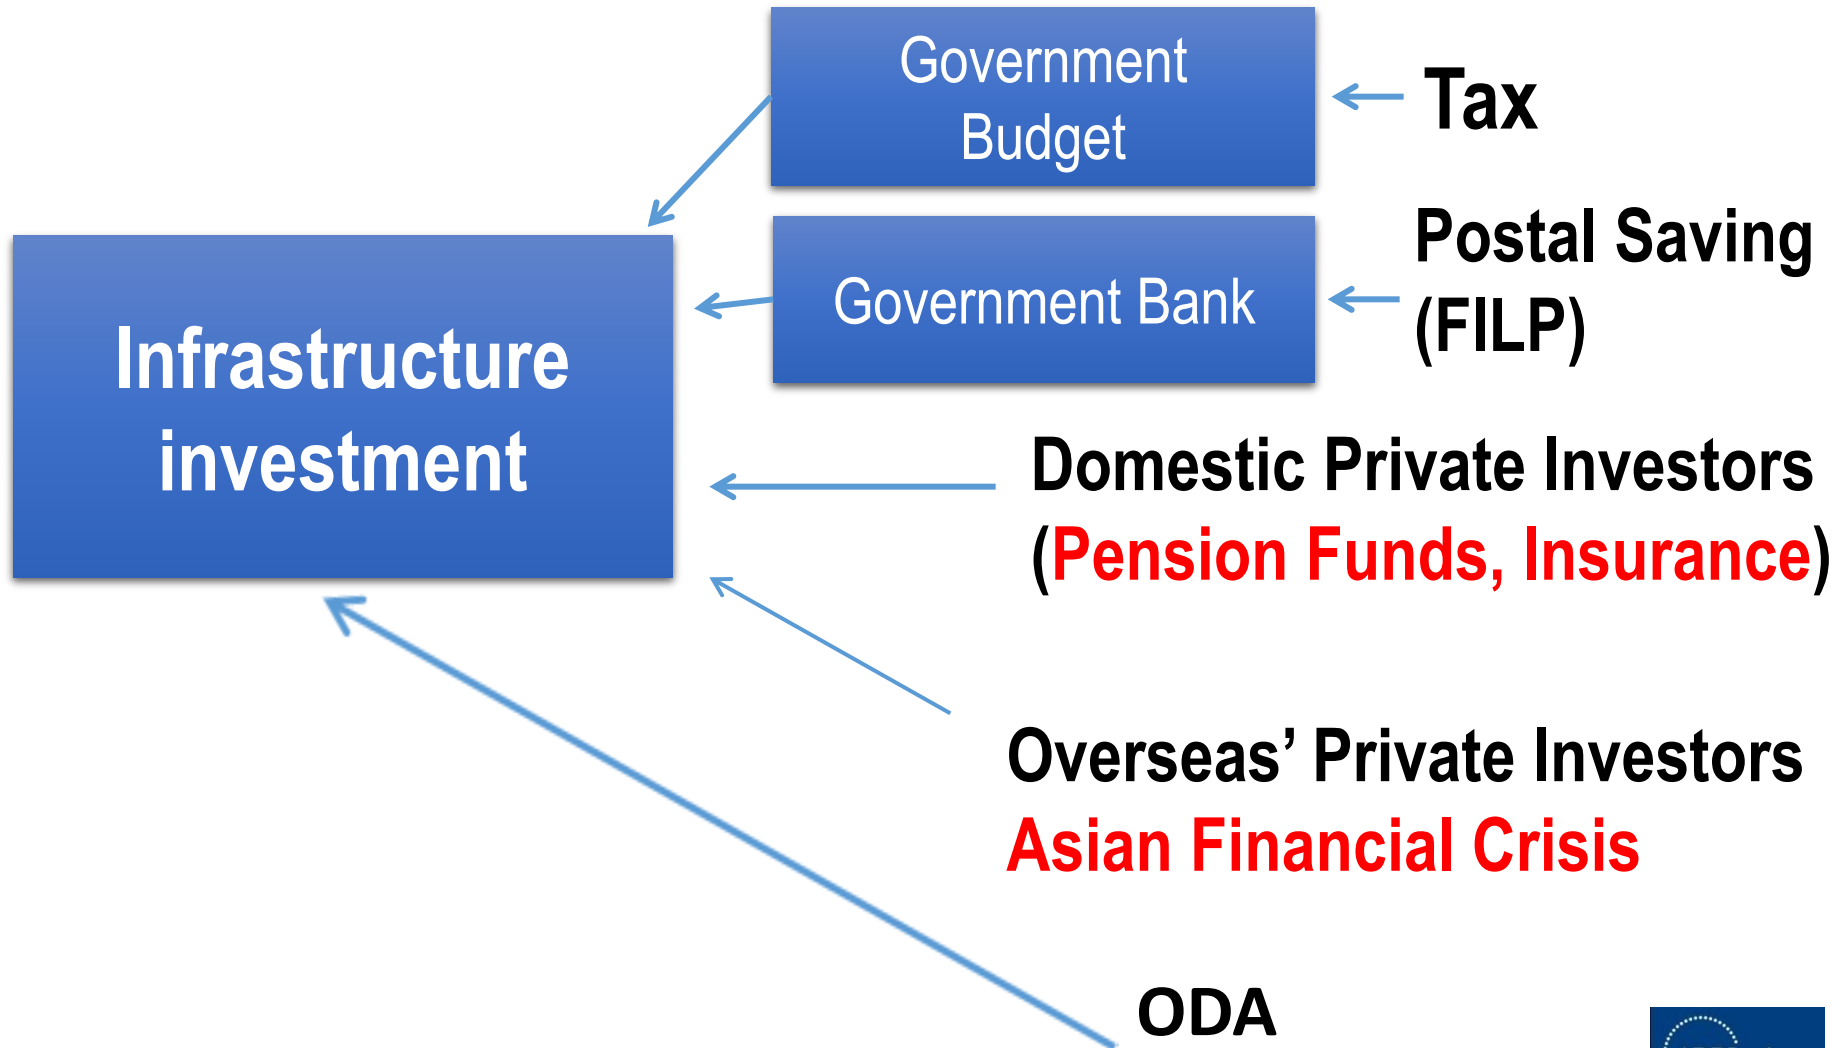 Government
Budget
Tax
Postal Saving
(FILP)
Government Bank
Infrastructure
investment
Domestic Private Investors
(Pension Funds, Insurance)
Overseas’ Private Investors
Asian Financial Crisis
ODA